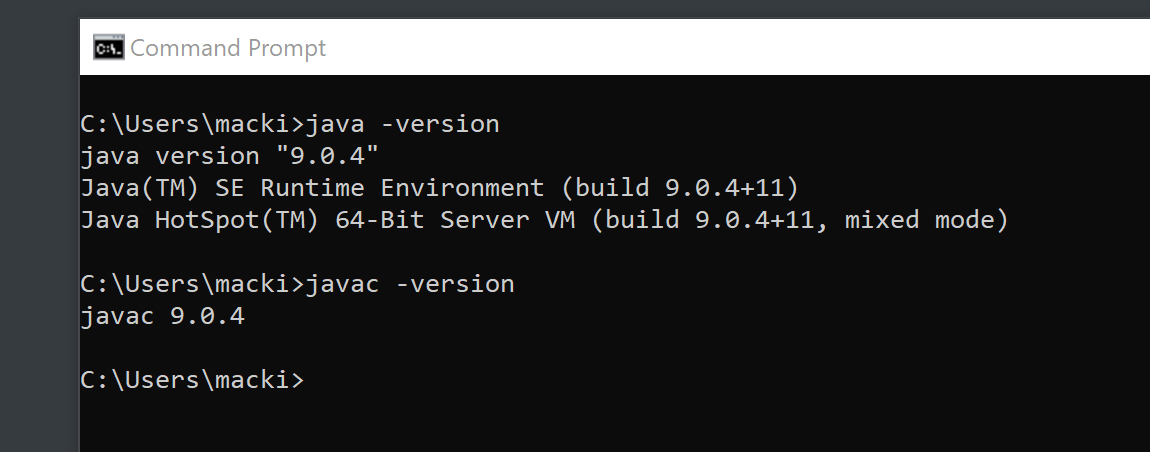 C:\.
Command Prompt
C:\Users\macki>java -version
java version "9.0.4"
Java(TM) SE Runtime Environment (build 9.0.4+11)
Java HotSpot(TM) 64-Bit Server VM (build 9.0.4+11, mixed mode)
C:\Users\macki>javac -version
javac 9.0.4
C:\Users\macki>